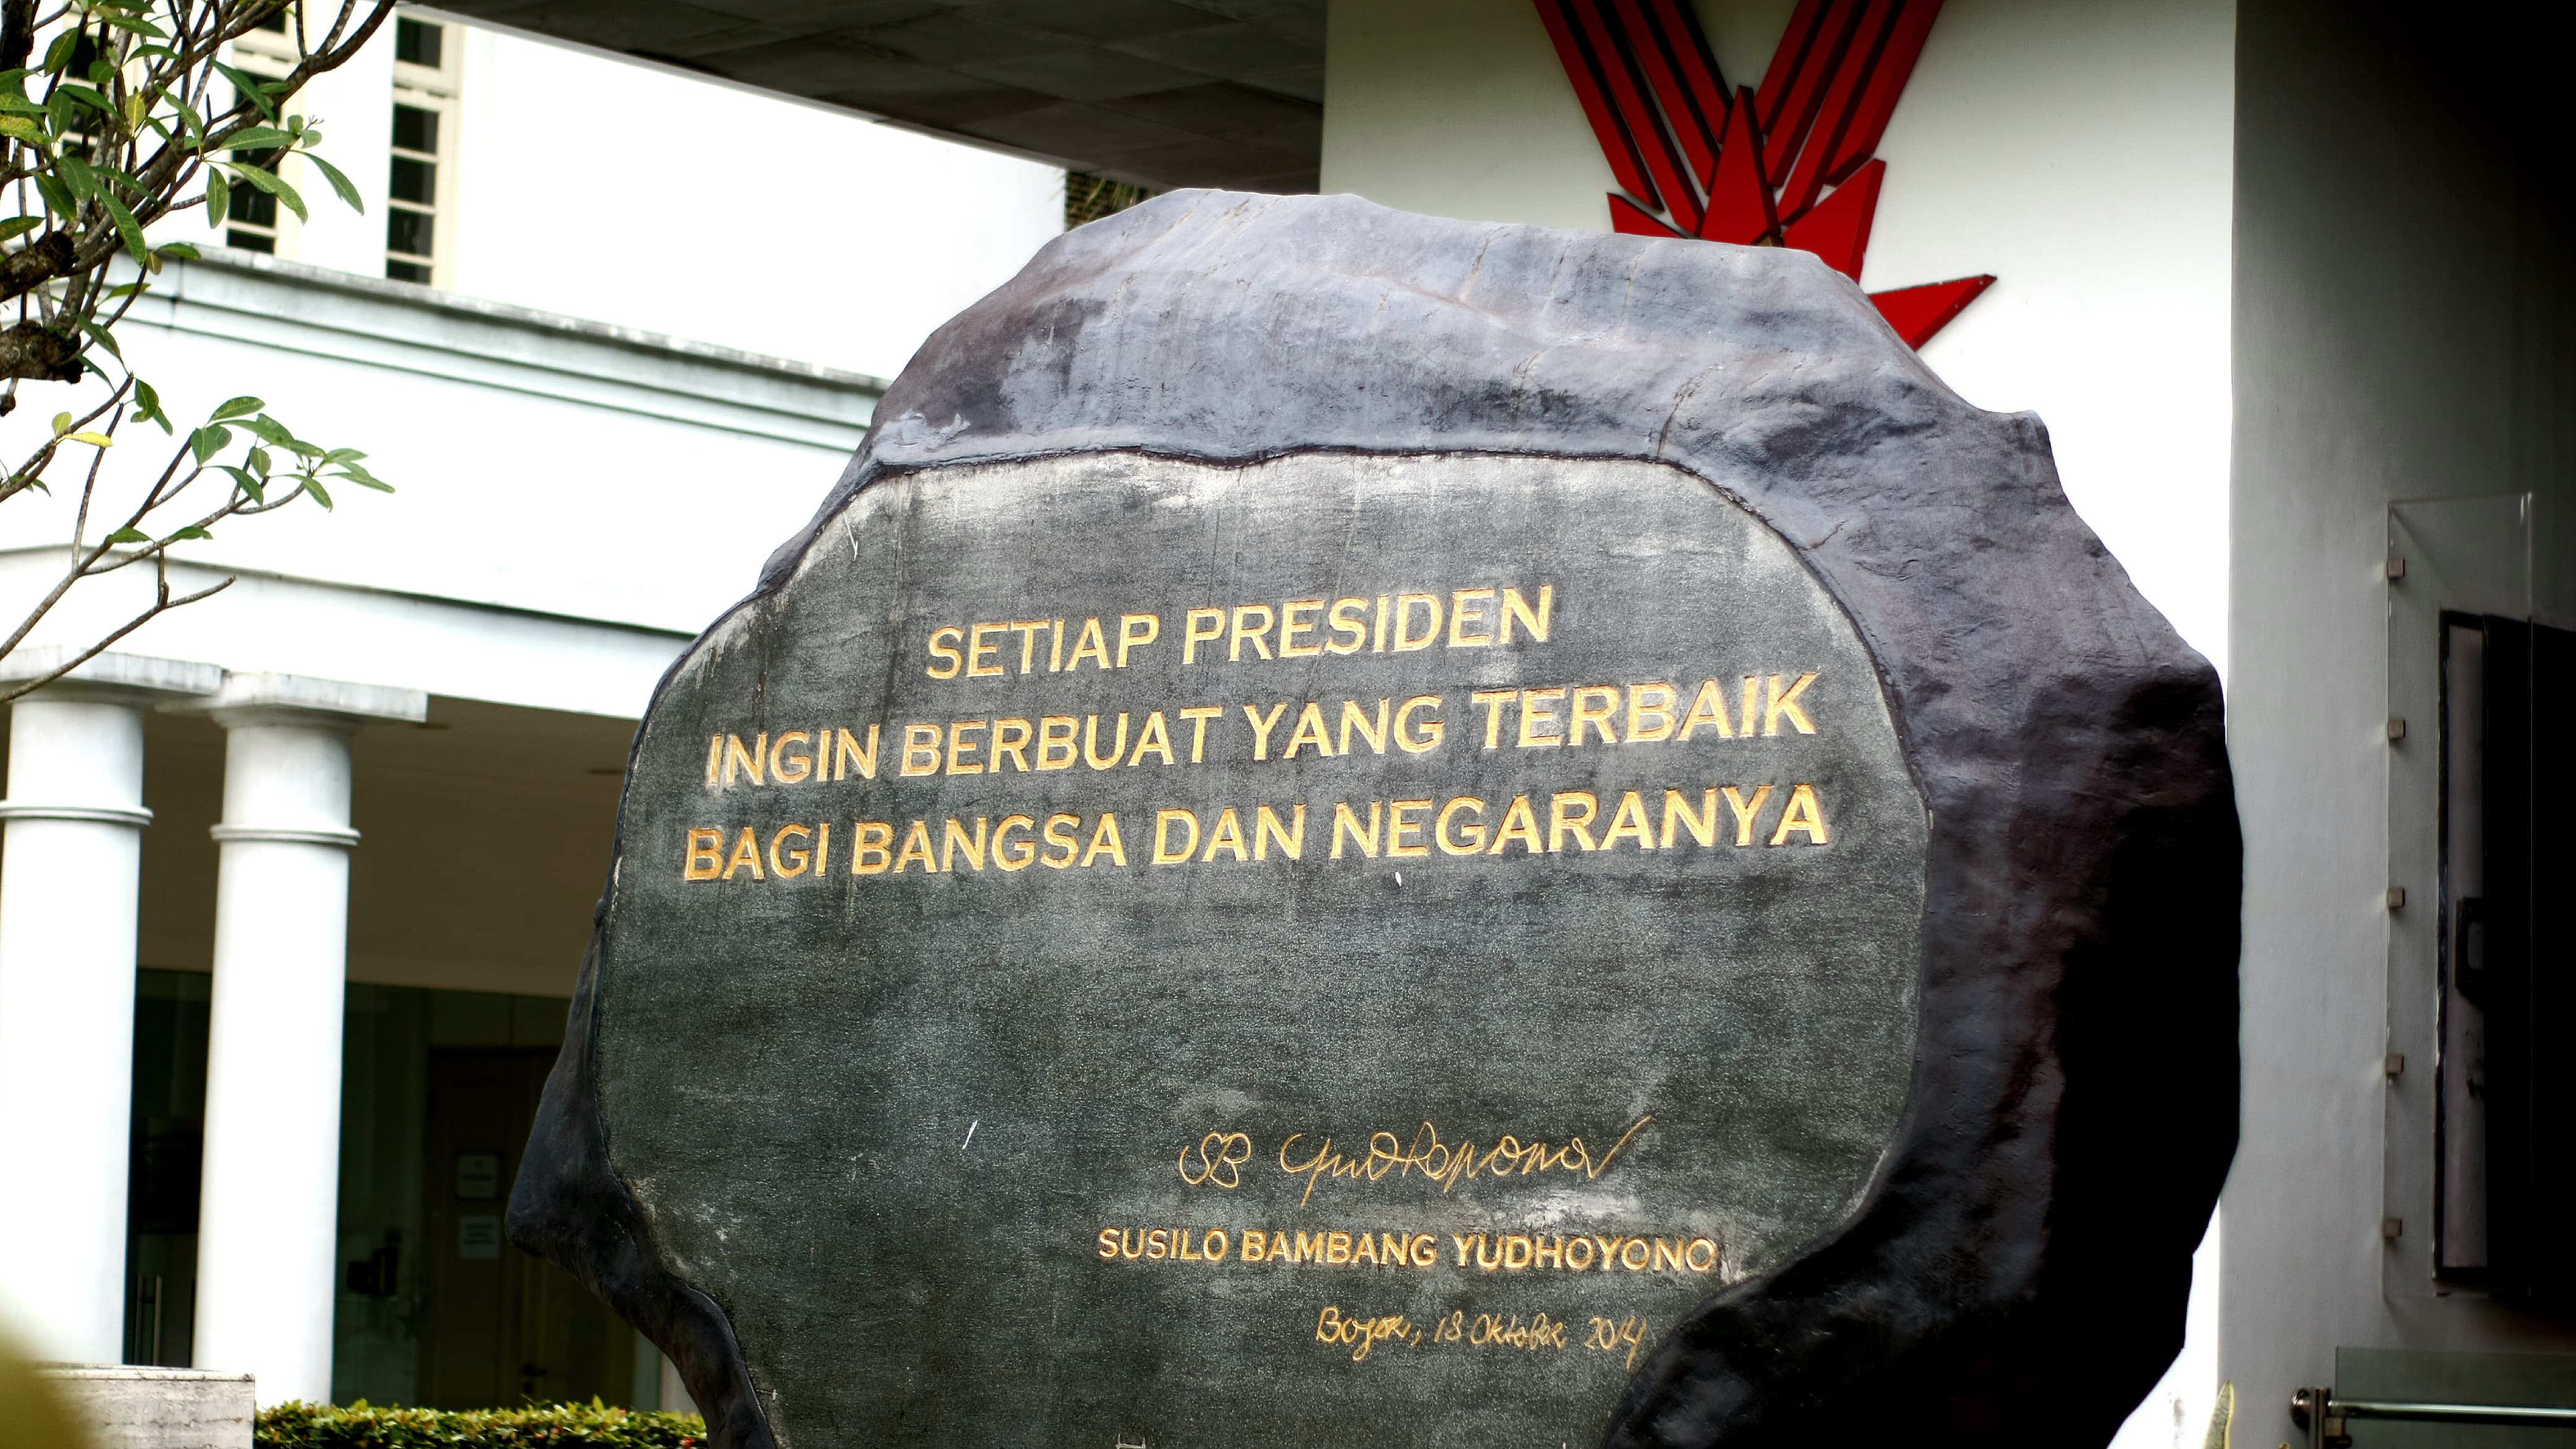 SETIAP PRESIDEN
INGIN BERBUAT YANG TERBAIK
BAGI BANGSA DAN NEGARANYA
SB Yudhoyono
SUSILO BAMBANG YUDHOYONO
Bogor, 18 Oktober 2014